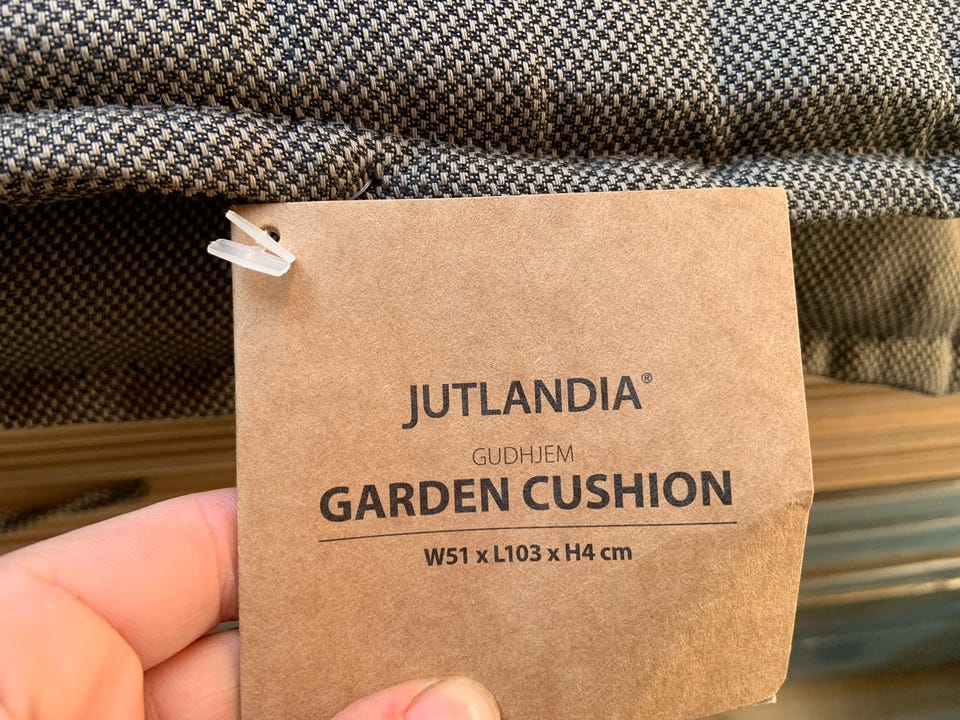 JUTLANDIA®
GUDHJEM
GARDEN CUSHION
W51 x L103 x H4 cm